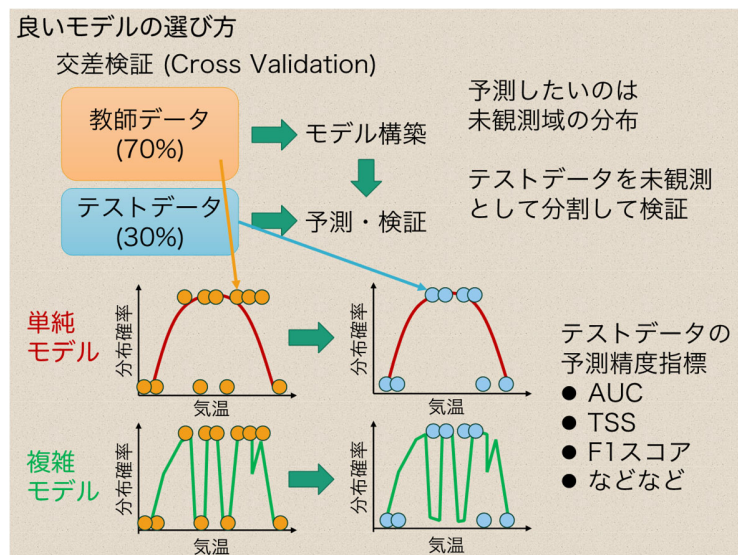 良いモデルの選び方
交差検証 (Cross Validation)
教師データ
(70%)
モデル構築
テストデータ
(30%)
予測・検証
予測したいのは
未観測域の分布
テストデータを未観測
として分割して検証
単純
モデル
分布確率
気温
分布確率
気温
複雑
モデル
分布確率
気温
分布確率
気温
テストデータの
予測精度指標
● AUC
● TSS
● F1スコア
● などなど